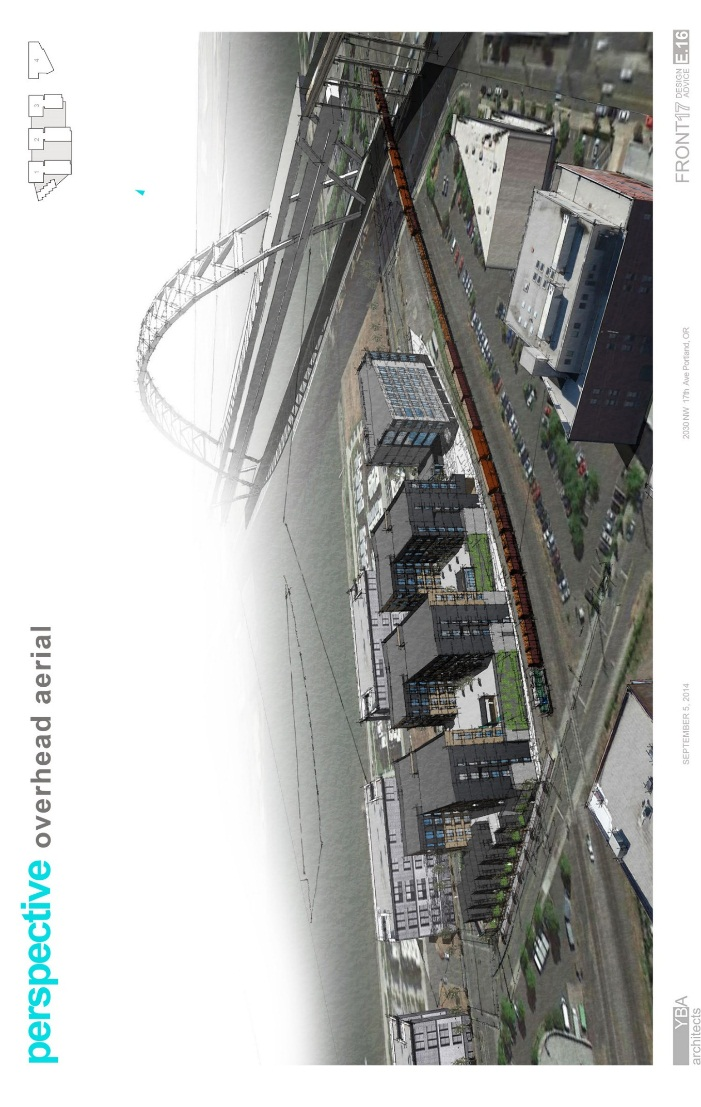 perspective overhead aerial
1
2
3
4
YBA
architects
SEPTEMBER 5, 2014
2030 NW 17th Ave Portland, OR
FRONT17
DESIGN
ADVICE
E.16